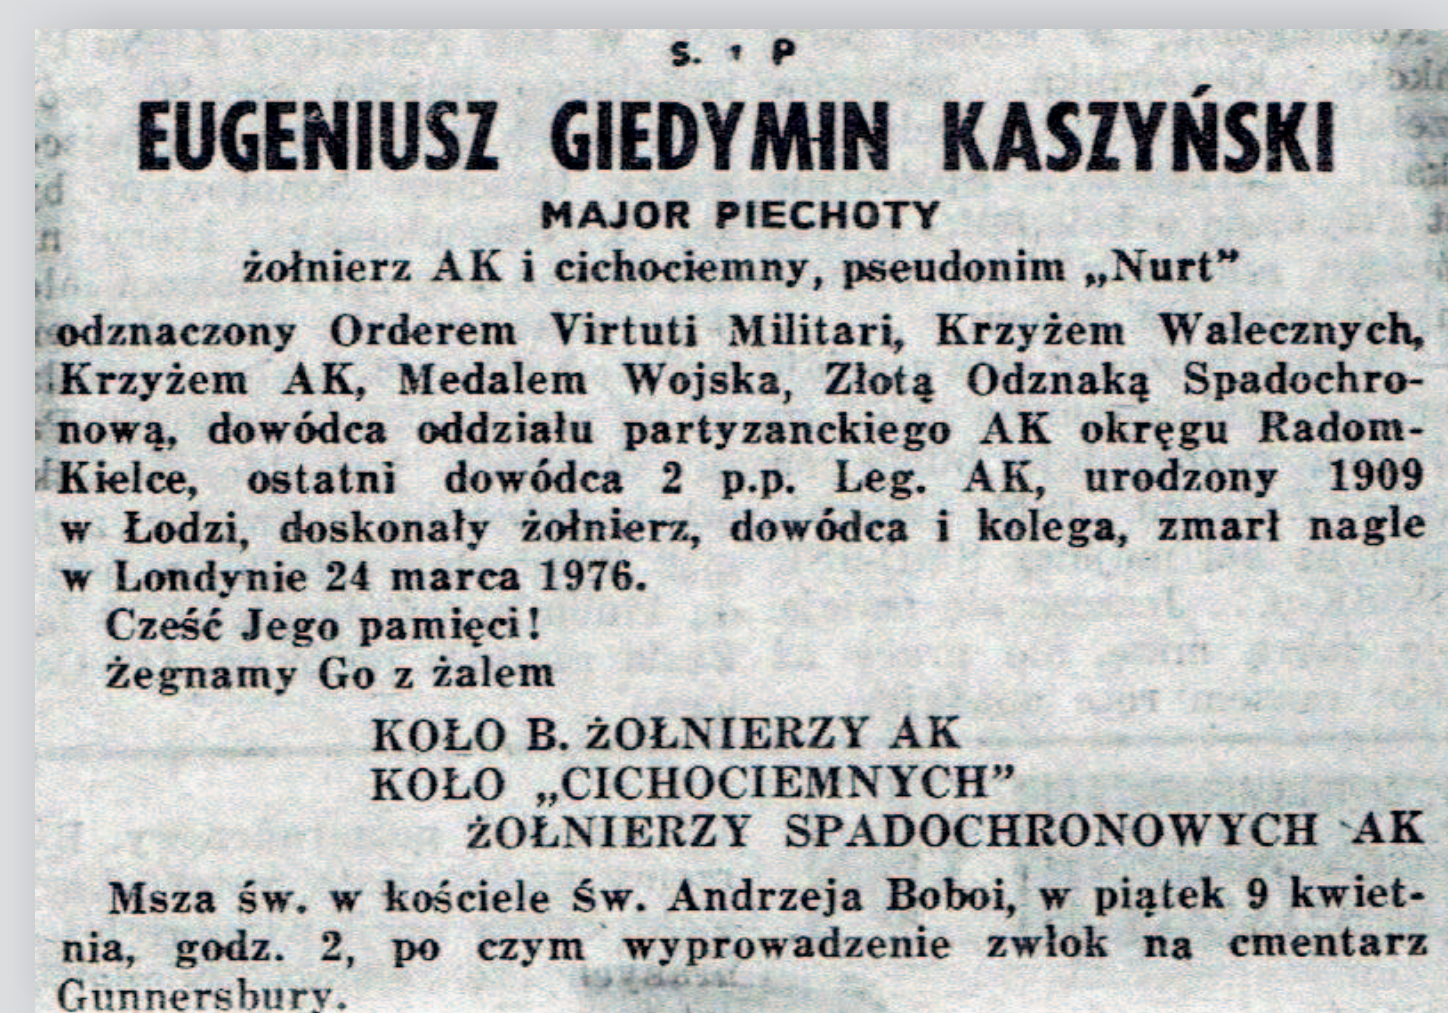 S. † P
EUGENIUSZ GIEDYMIN KASZYŃSKI
MAJOR PIECHOTY
żołnierz AK i cichociemny, pseudonim „Nurt”
odznaczony Orderem Virtuti Militari, Krzyżem Walecznych,
Krzyżem AK, Medalem Wojska, Złotą Odznaką Spadochro-
nową, dowódca oddziału partyzanckiego AK okręgu Radom-
Kielce, ostatni dowódca 2 p.p. Leg. AK, urodzony 1909
w Łodzi, doskonały żołnierz, dowódca i kolega, zmarł nagle
w Londynie 24 marca 1976.
Cześć Jego pamięci!
Żegnamy Go z żalem
KOŁO B. ŻOŁNIERZY AK
KOŁO „CICHOCIEMNYCH”
ŻOŁNIERZY SPADOCHRONOWYCH AK
Msza św. w kościele Św. Andrzeja Boboi, w piątek 9 kwiet-
nia, godz. 2, po czym wyprowadzenie zwłok na cmentarz
Gunnersbury.